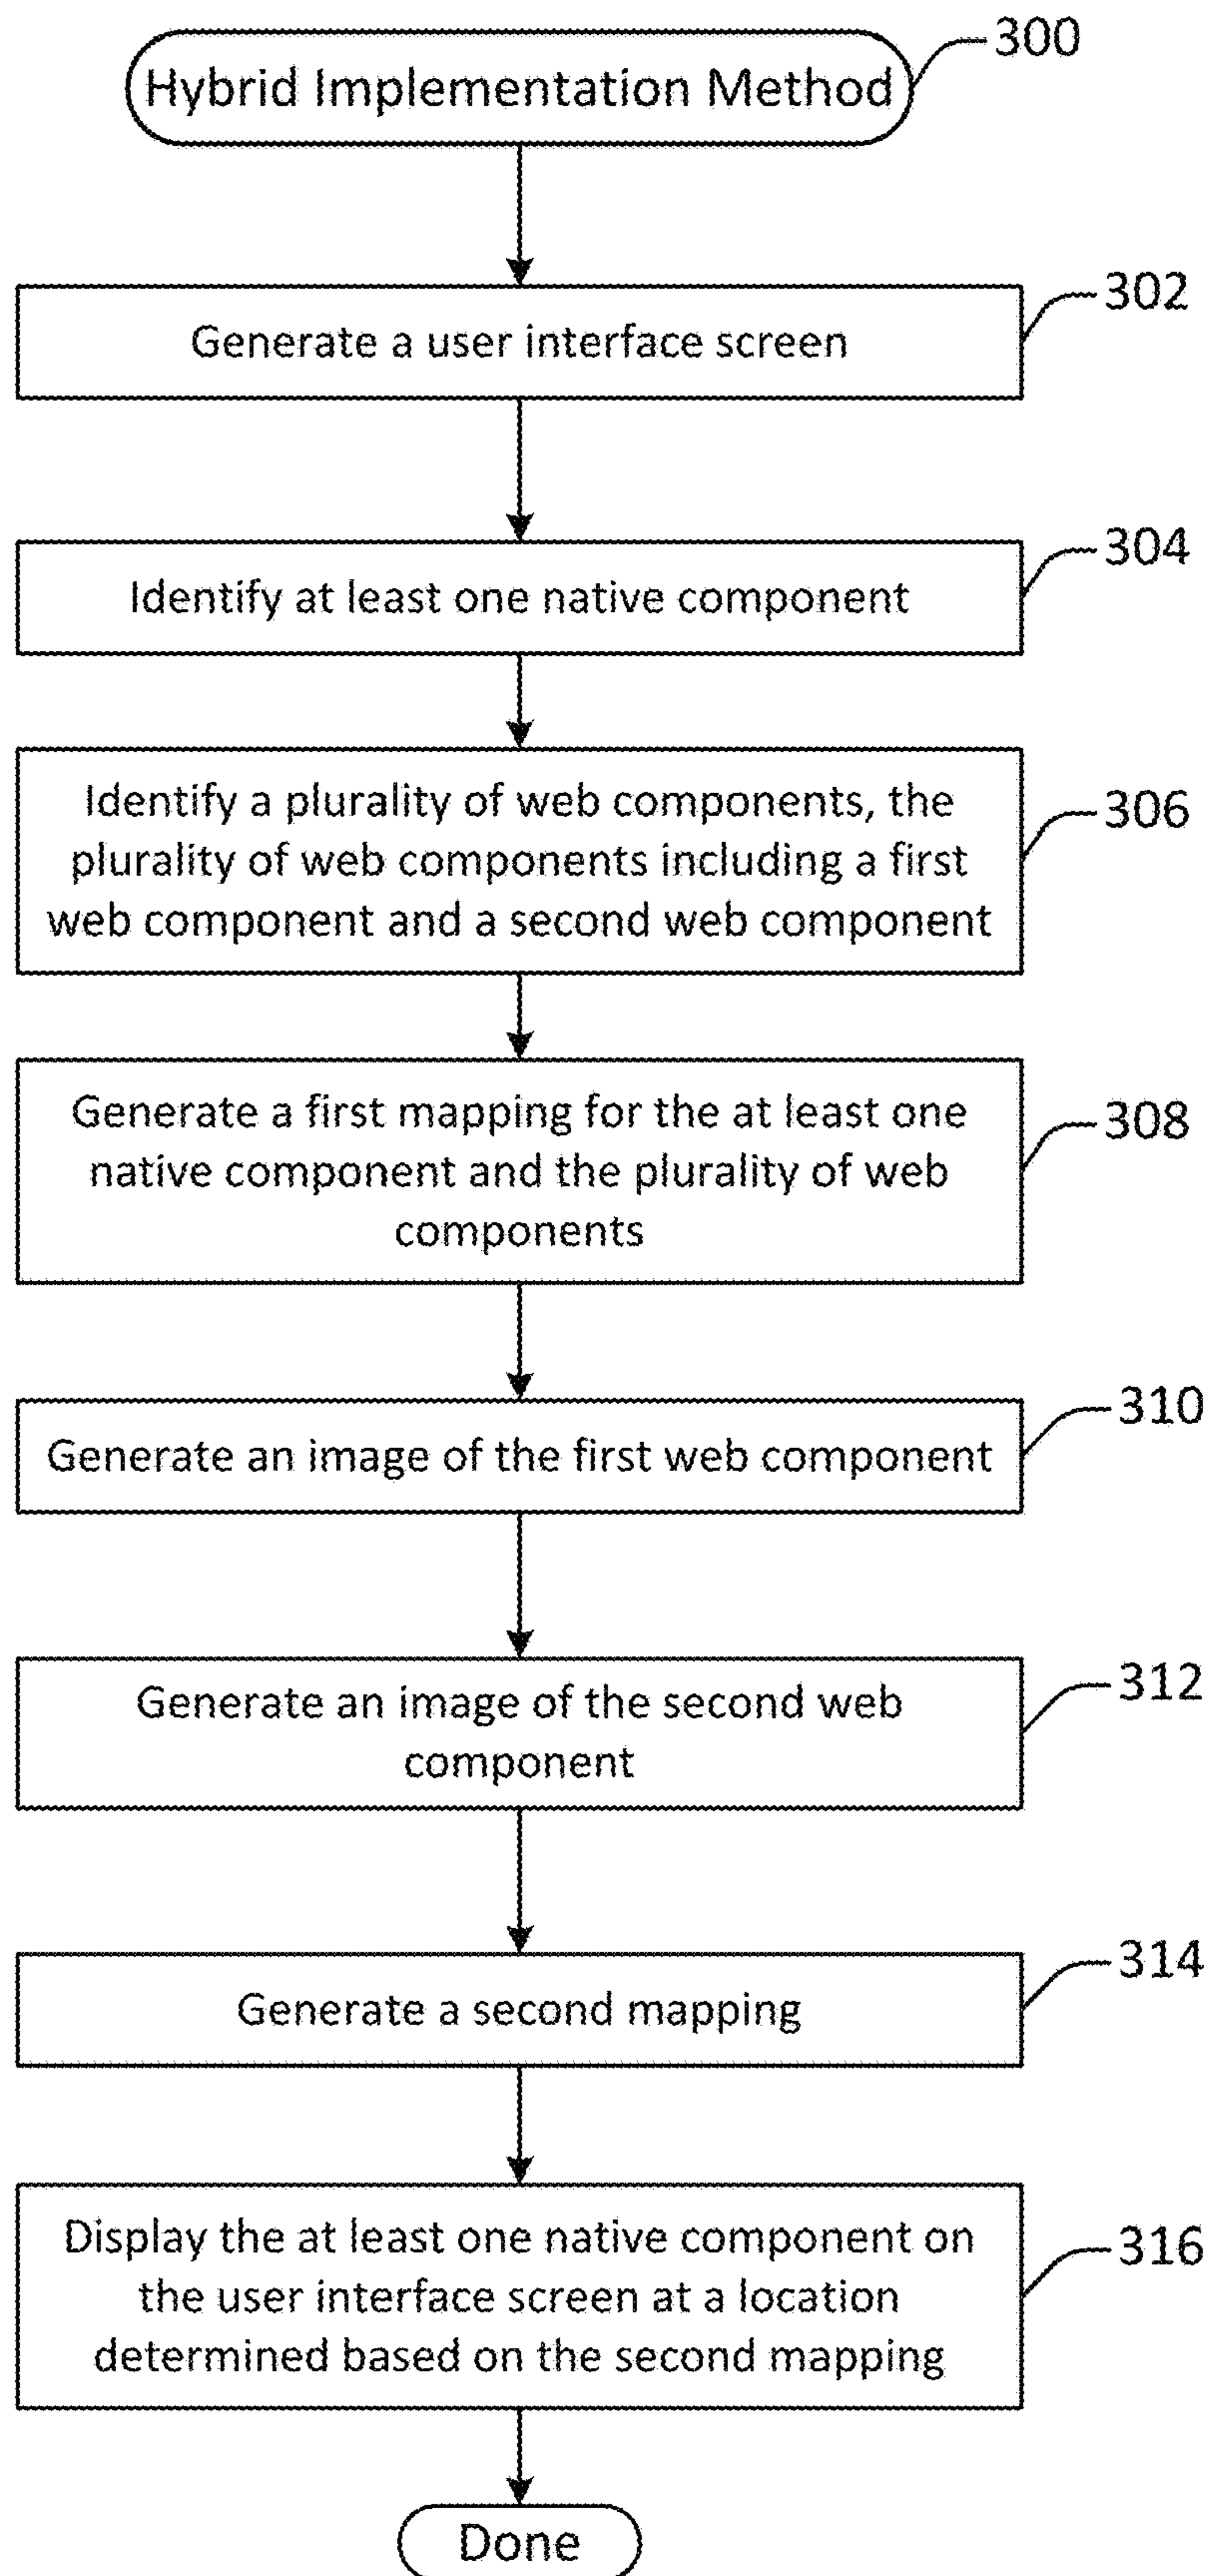 300
Hybrid Implementation Method
302
Generate a user interface screen
304
Identify at least one native component
306
Identify a plurality of web components, the
plurality of web components including a first
web component and a second web component
308
Generate a first mapping for the at least one
native component and the plurality of web
components
310
Generate an image of the first web component
312
Generate an image of the second web
component
314
Generate a second mapping
316
Display the at least one native component on
the user interface screen at a location
determined based on the second mapping
Done